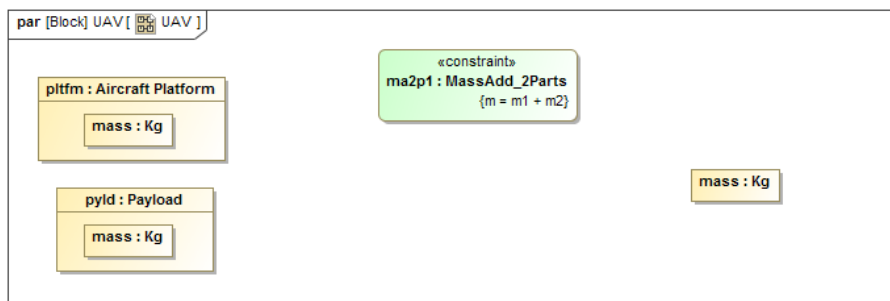 par [Block] UAV [ UAV ]
«constraint»
ma2p1 : MassAdd_2Parts
{m = m1 + m2}
pltfm : Aircraft Platform
mass : Kg
mass : Kg
pyld : Payload
mass : Kg